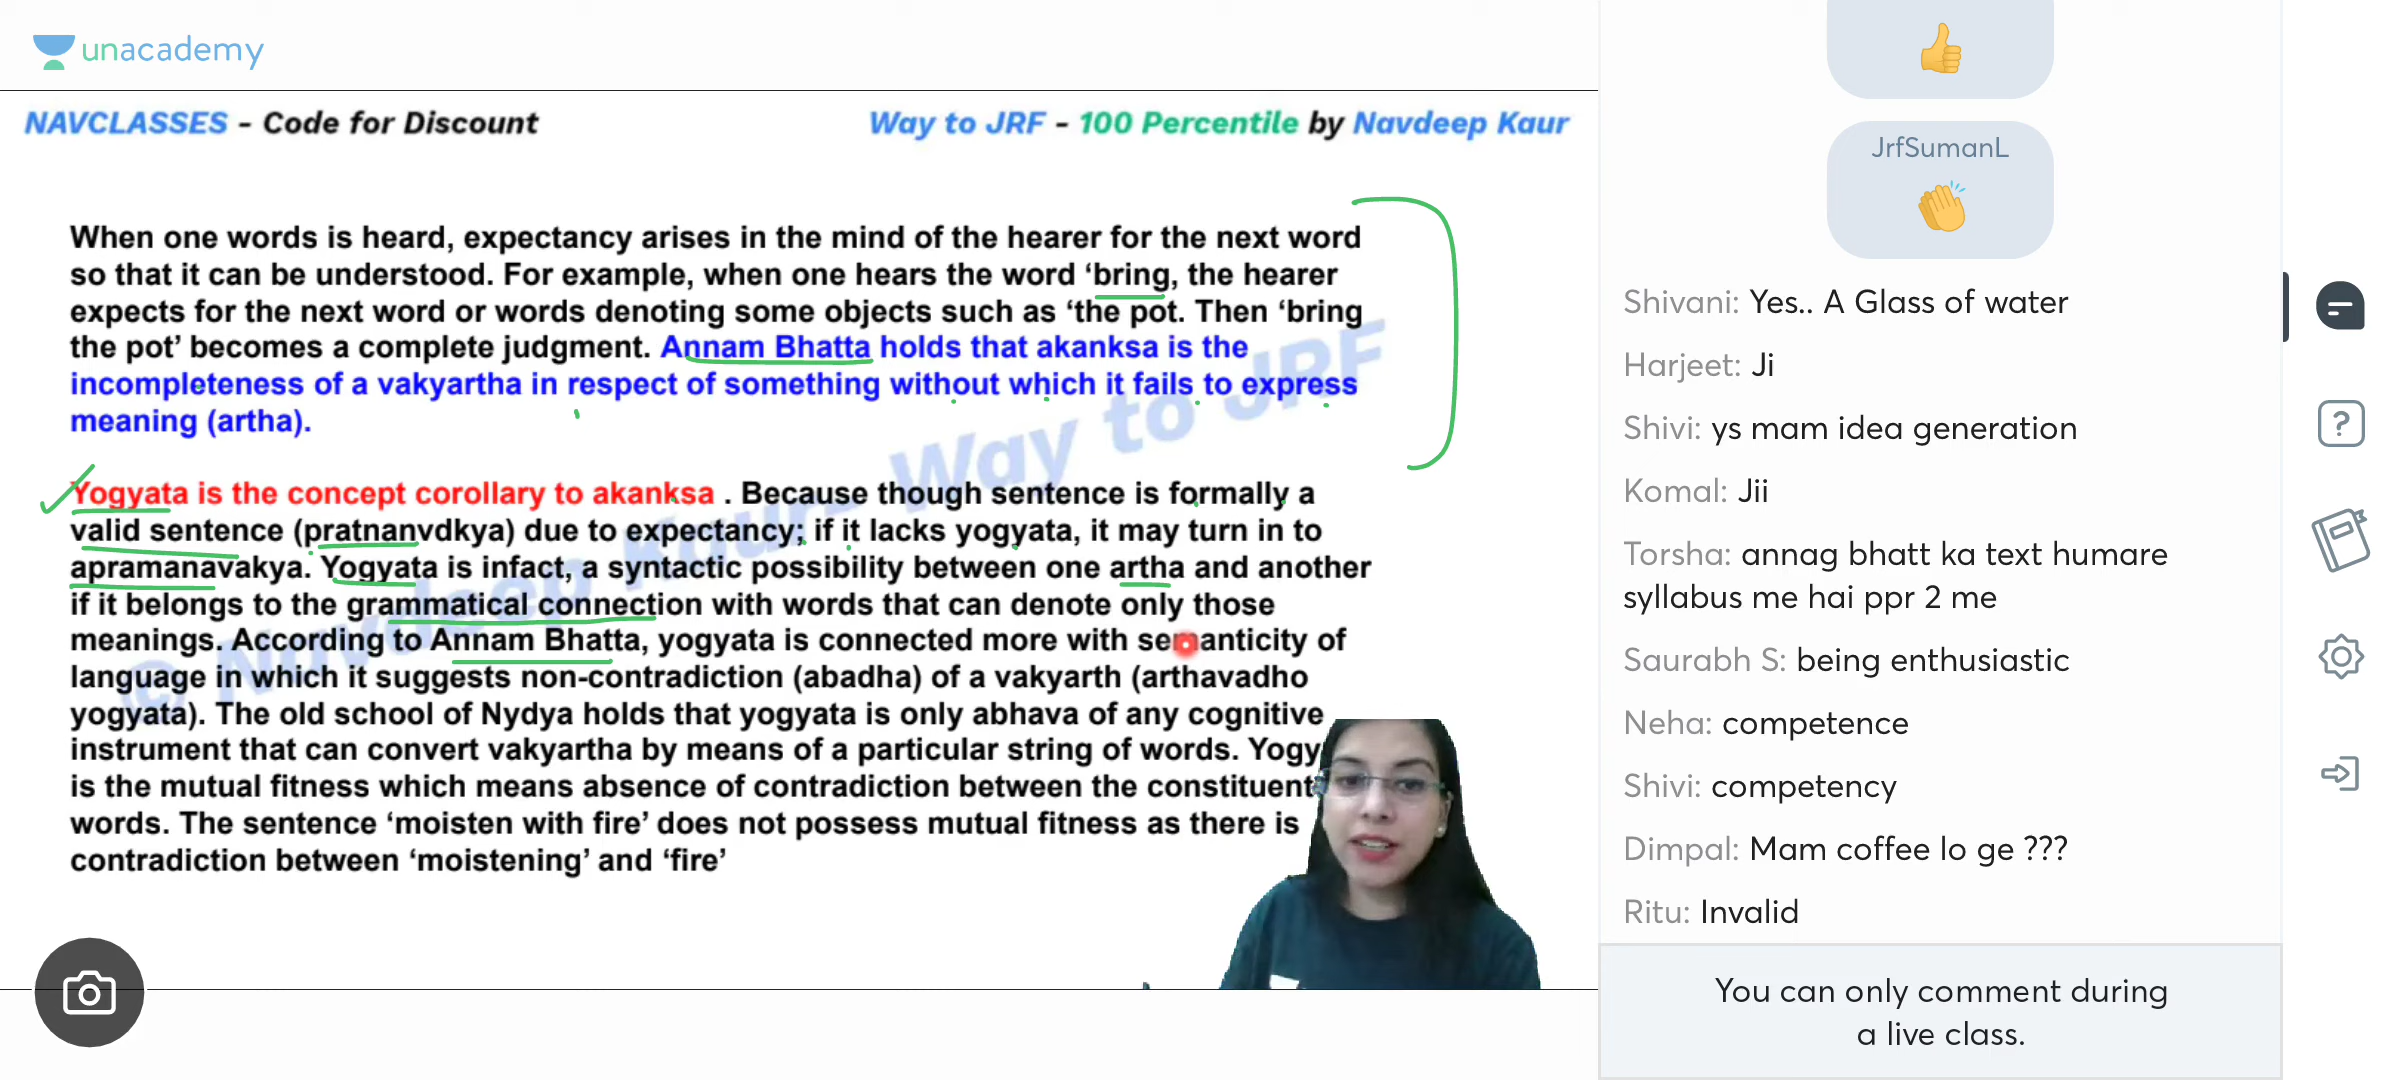 unacademy
NAVCLASSES - Code for Discount
Way to JRF - 100 Percentile by Navdeep Kaur
When one words is heard, expectancy arises in the mind of the hearer for the next word
so that it can be understood. For example, when one hears the word ‘bring, the hearer
expects for the next word or words denoting some objects such as ‘the pot. Then ‘bring
the pot’ becomes a complete judgment. Annam Bhatta holds that akanksa is the
incompleteness of a vakyartha in respect of something without which it fails to express
meaning (artha).
Yogyata is the concept corollary to akanksa . Because though sentence is formally a
valid sentence (pratnanvdkya) due to expectancy; if it lacks yogyata, it may turn in to
apramanavakya. Yogyata is infact, a syntactic possibility between one artha and another
if it belongs to the grammatical connection with words that can denote only those
meanings. According to Annam Bhatta, yogyata is connected more with semanticity of
language in which it suggests non-contradiction (abadha) of a vakyarth (arthavadho
yogyata). The old school of Nydya holds that yogyata is only abhava of any cognitive
instrument that can convert vakyartha by means of a particular string of words. Yogy
is the mutual fitness which means absence of contradiction between the constituent
words. The sentence ‘moisten with fire’ does not possess mutual fitness as there is
contradiction between ‘moistening’ and ‘fire’
© Navdeep Kaur- Way to JRF
JrfSumanL
Shivani: Yes.. A Glass of water
Harjeet: Ji
Shivi: ys mam idea generation
Komal: Jii
Torsha: annag bhatt ka text humare
syllabus me hai ppr 2 me
Saurabh S: being enthusiastic
Neha: competence
Shivi: competency
Dimpal: Mam coffee lo ge ???
Ritu: Invalid
You can only comment during
a live class.